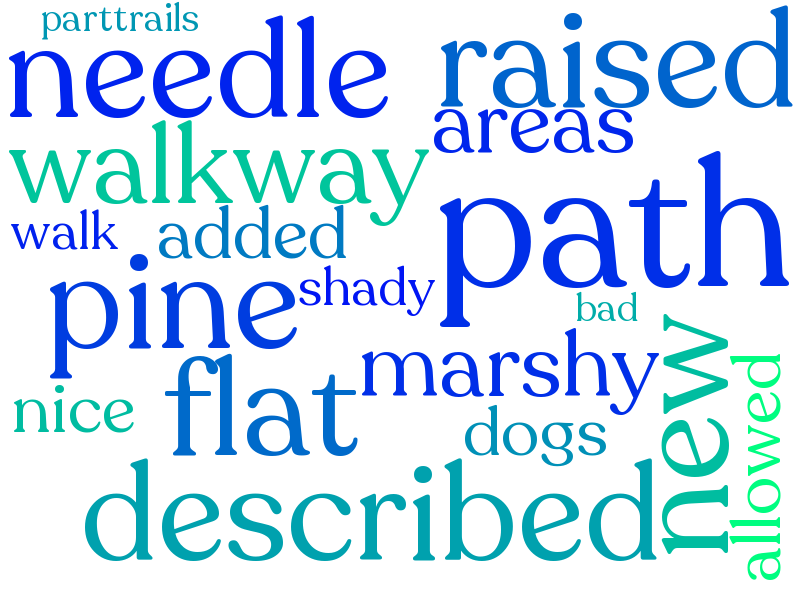 parttrails
needle
raised
areas
walkway
path
walk
added
pine
shady
bad
marshy
new
flat
allowed
nice
dogs
described